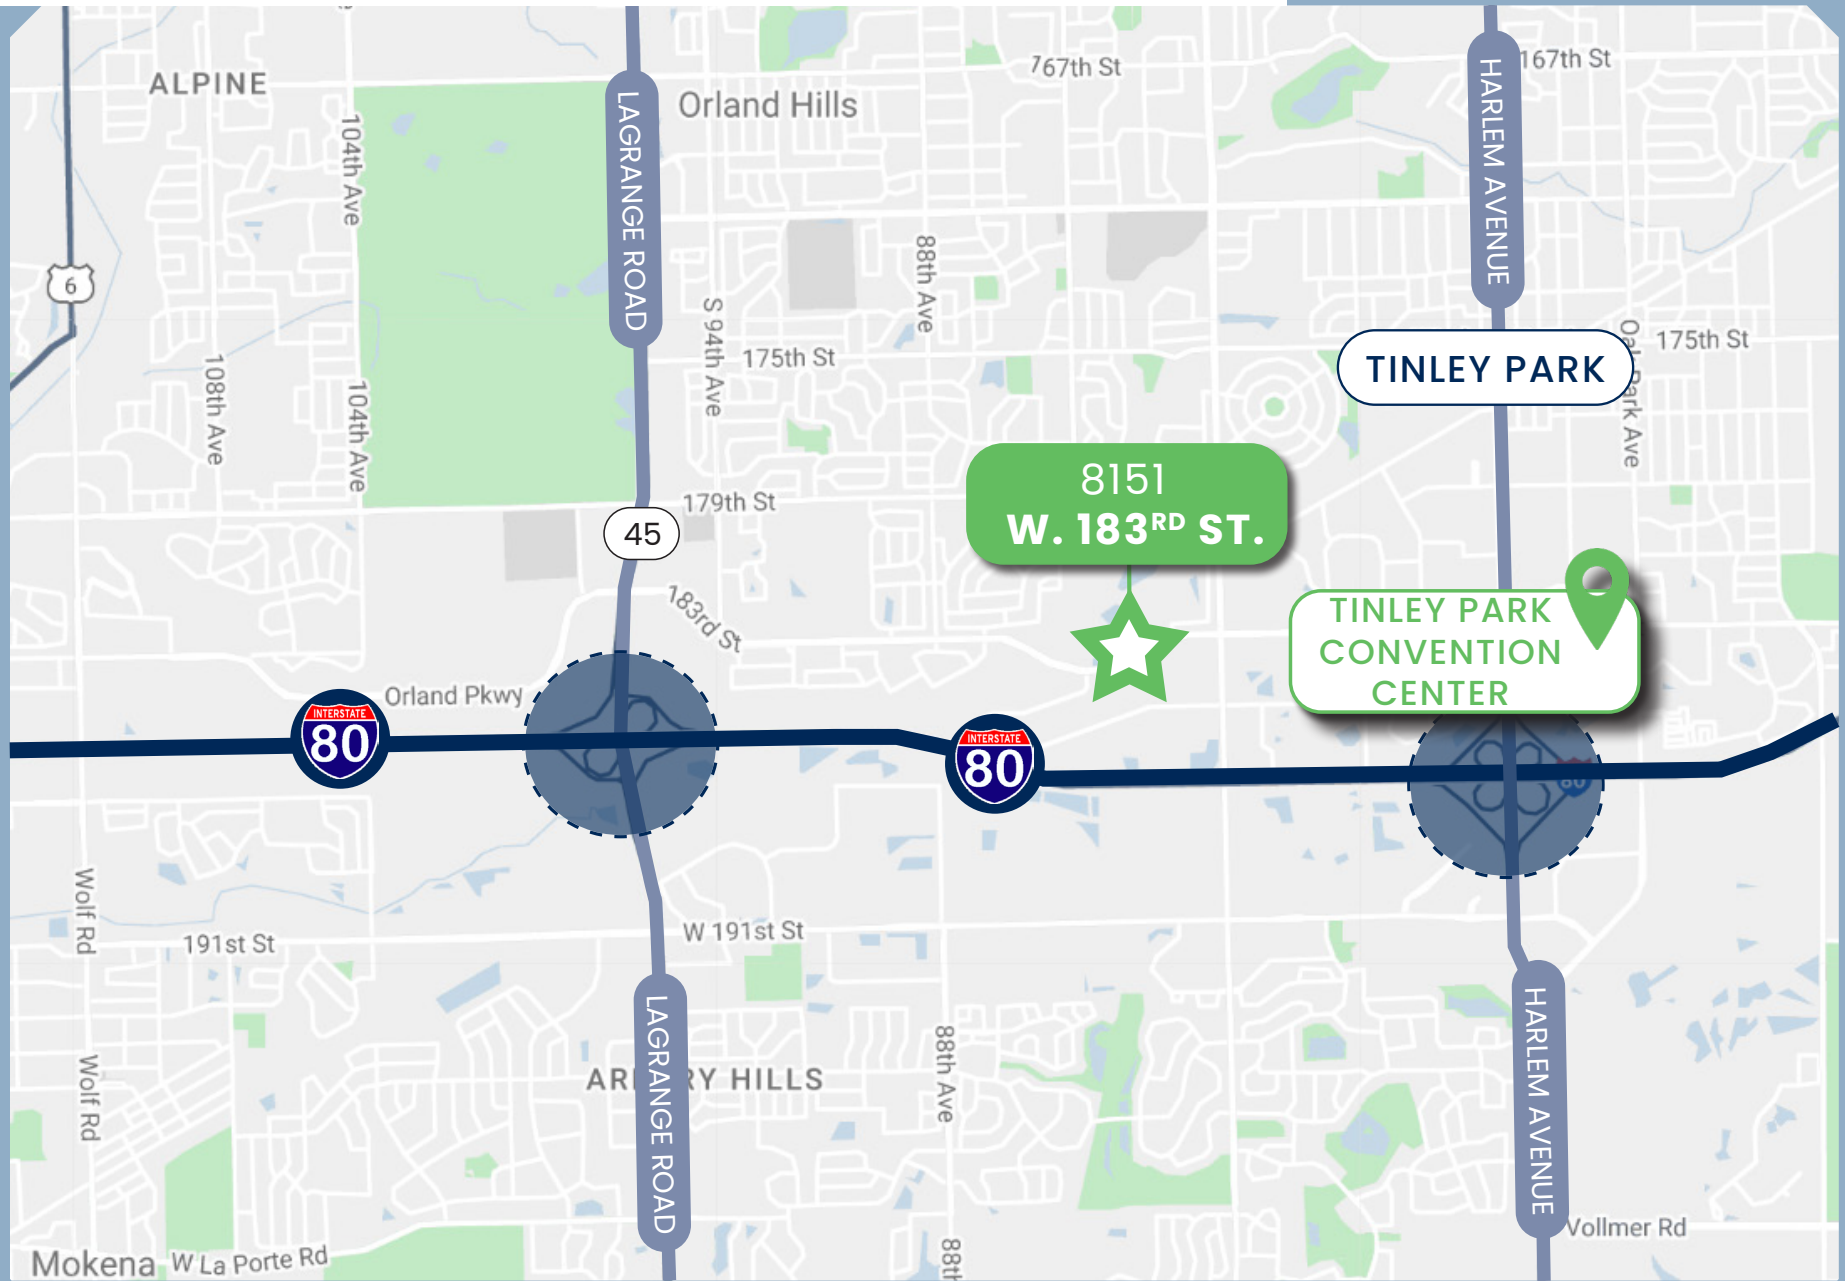 167th St
ALPINE
Orland Hills
767th St
LAGRANGE ROAD
HARLEM AVENUE
104th Ave
6
88th Ave
S 94th Ave
175th St
175th St
TINLEY PARK
108th Ave
104th Ave
179th St
45
8151
W. 183RD ST.
TINLEY PARK
CONVENTION
CENTER
183rd St
Orland Pkwy
INTERSTATE
80
INTERSTATE
80
80
Wolf Rd
191st St
W 191st St
LAGRANGE ROAD
HARLEM AVENUE
88th Ave
Wolf Rd
HILLS
Vollmer Rd
Mokena
W La Porte Rd
88th